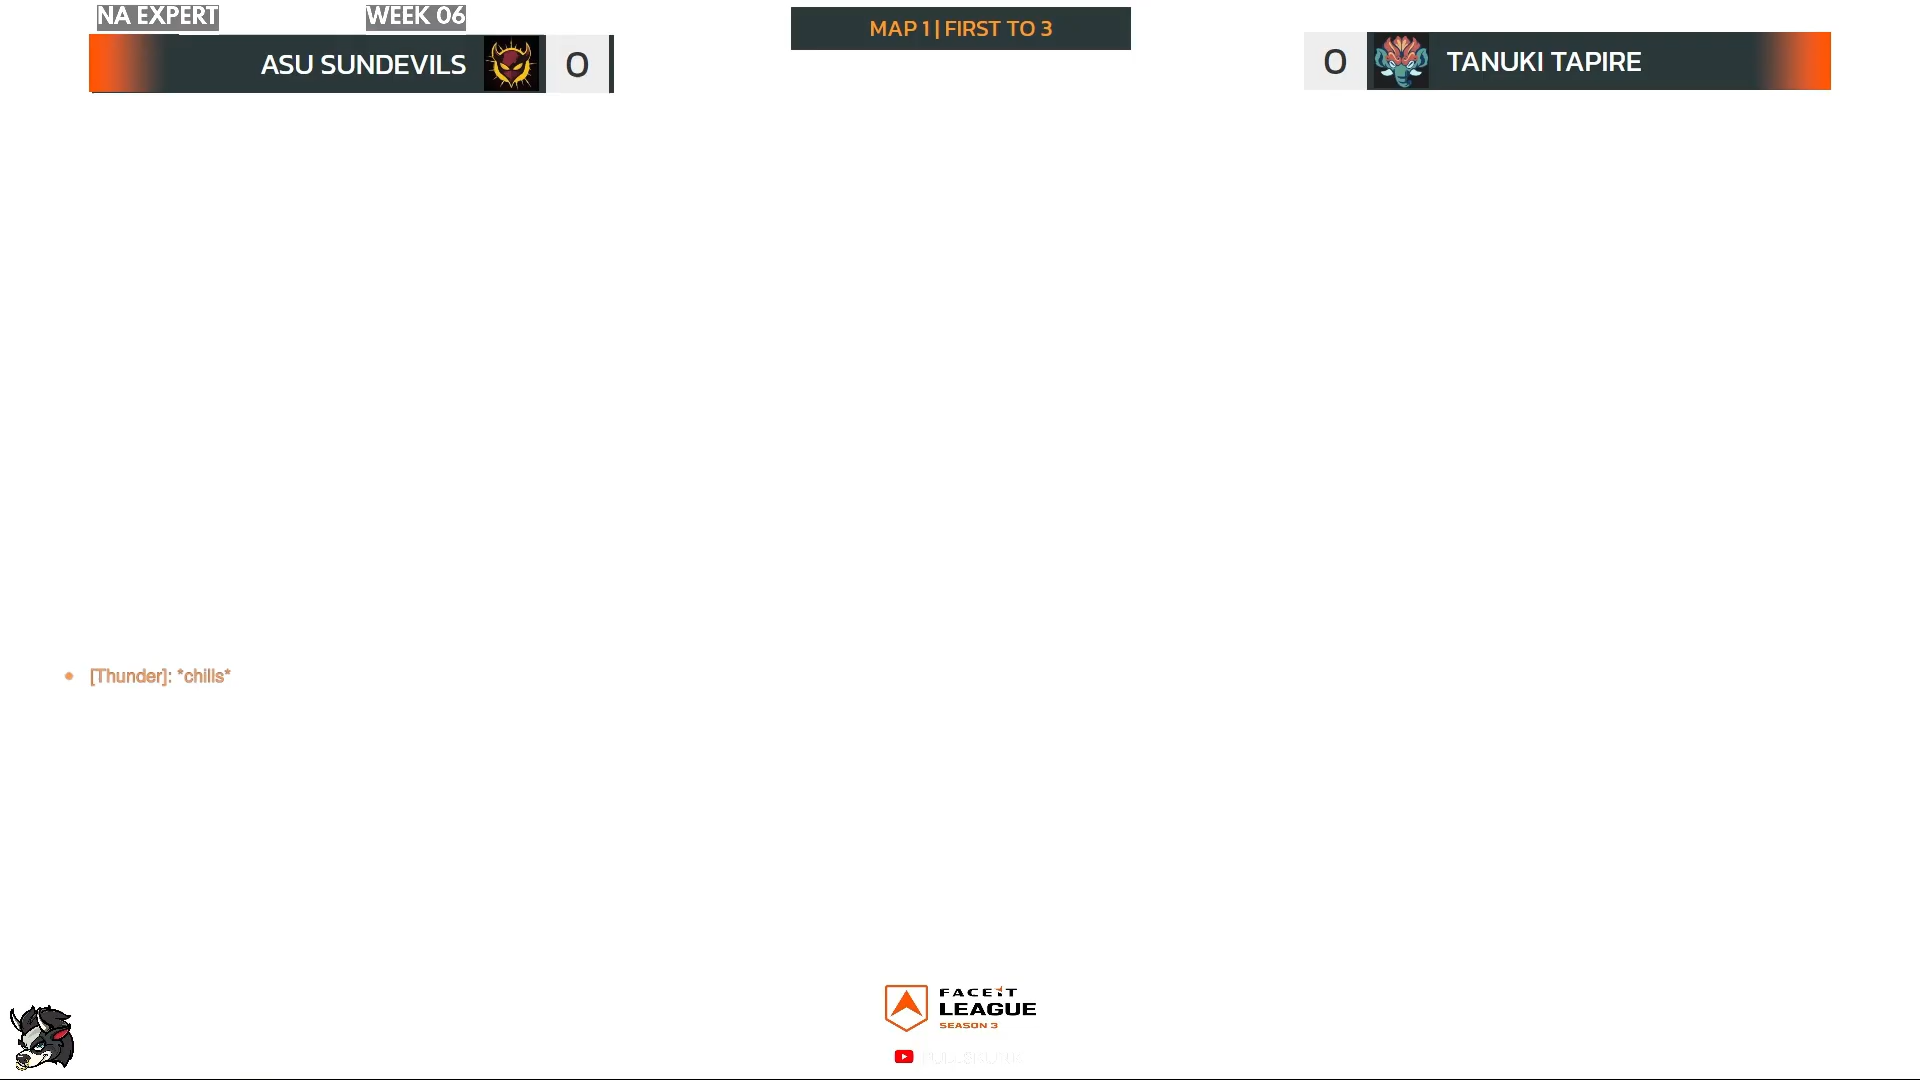 NA EXPERT
WEEK 06
MAP 1 | FIRST TO 3
ASU SUNDEVILS
0
0
TANUKI TAPIRE
[Thunder]: *chills*
FACEIT
LEAGUE
SEASON 3